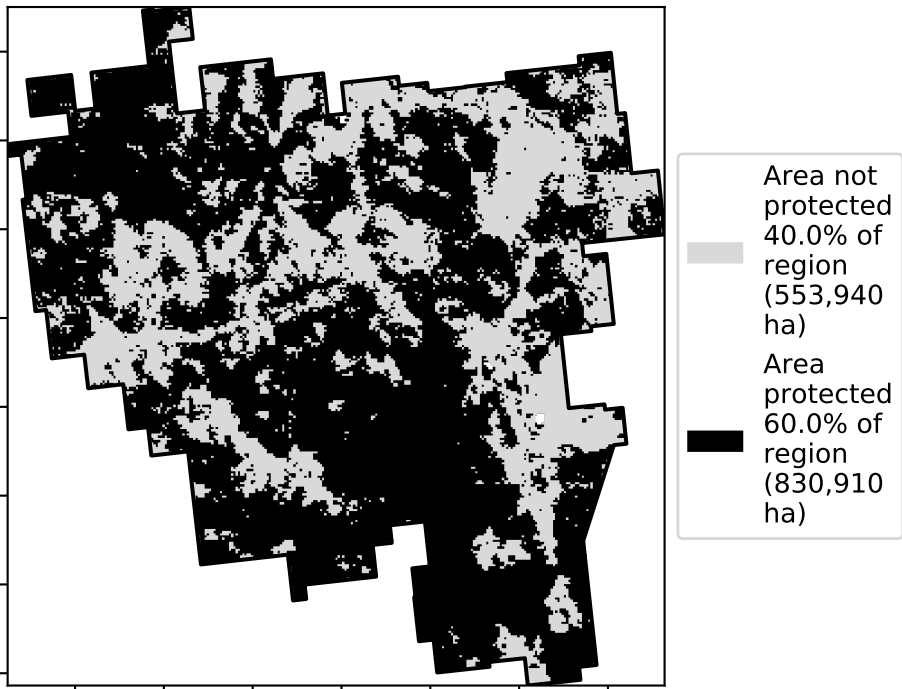 Area not
protected
40.0% of
region
(553,940
ha)
Area
protected
60.0% of
region
(830,910
ha)